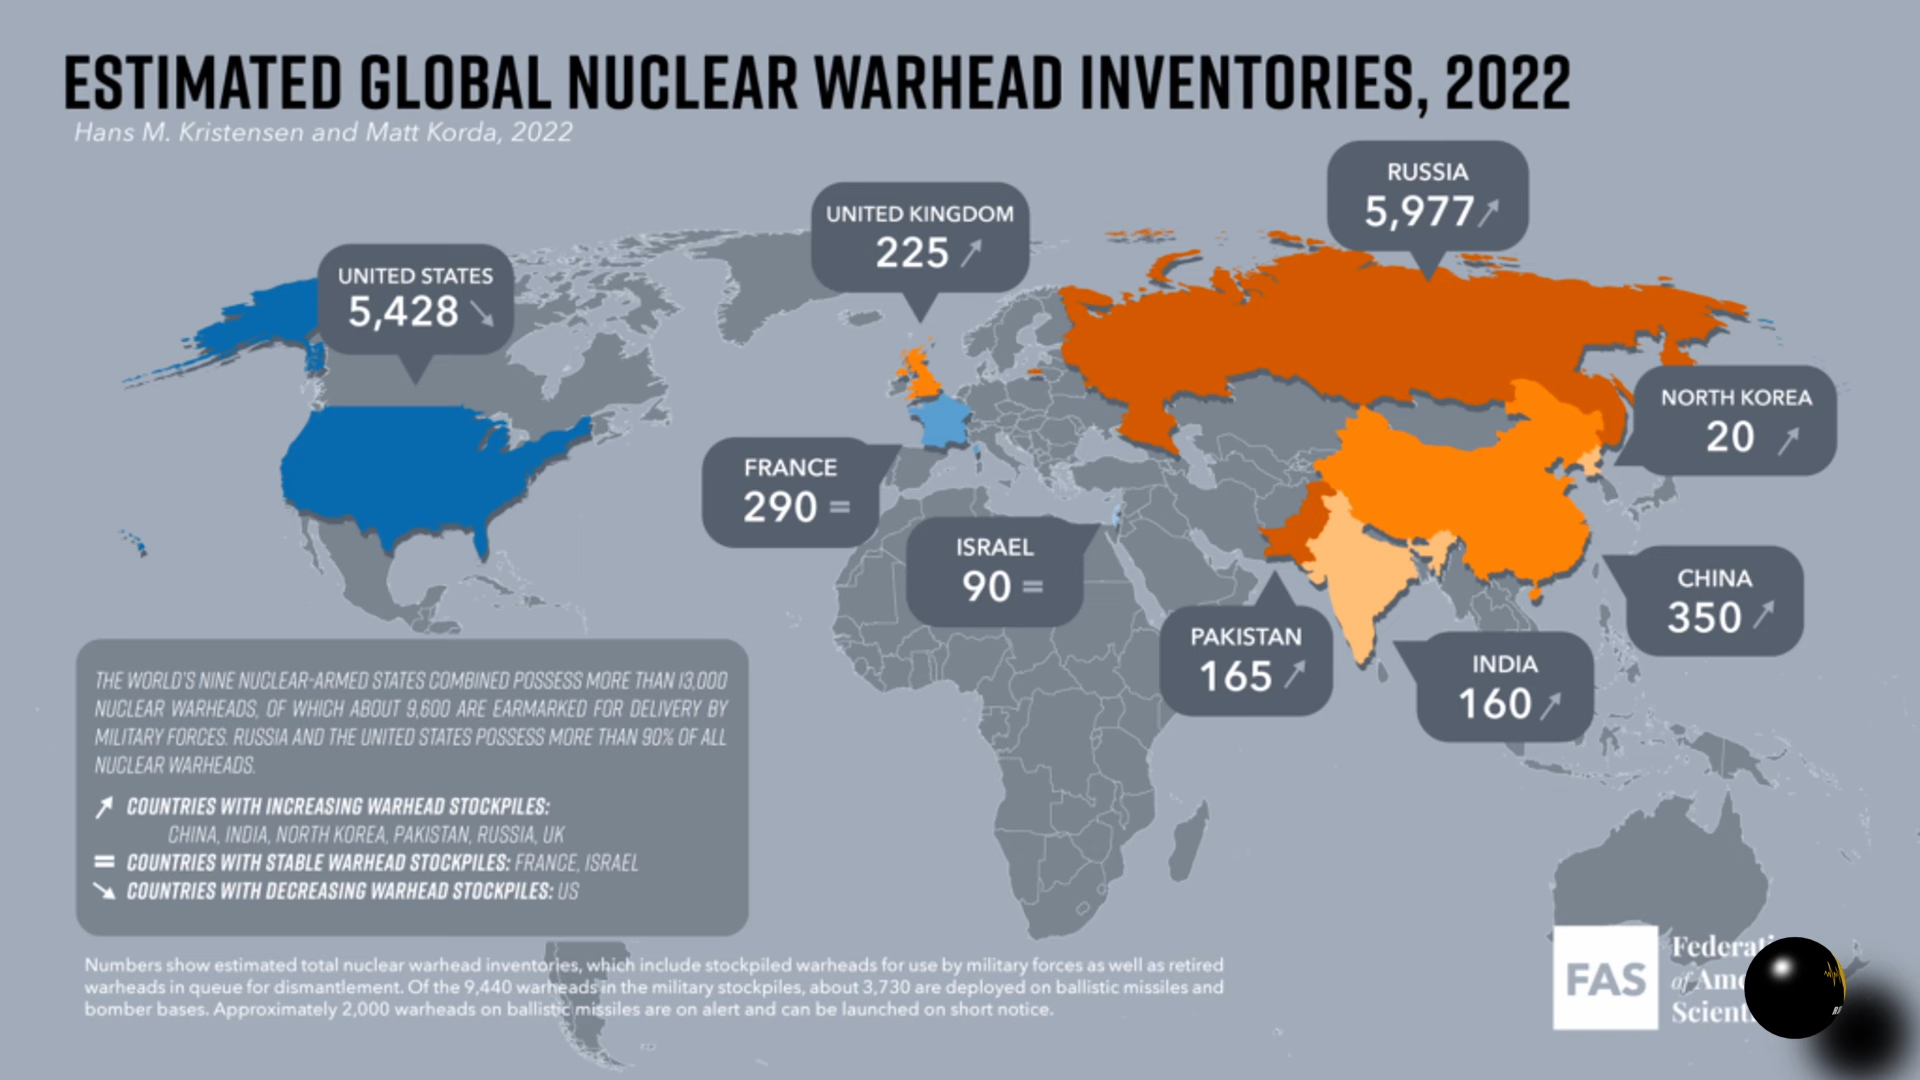 ESTIMATED GLOBAL NUCLEAR WARHEAD INVENTORIES, 2022
Hans M. Kristensen and Matt Korda, 2022
RUSSIA
5,977
UNITED KINGDOM
225
UNITED STATES
5,428
NORTH KOREA
20
FRANCE
290 =
ISRAEL
90 =
CHINA
350
PAKISTAN
165
INDIA
160
THE WORLD'S NINE NUCLEAR-ARMED STATES COMBINED POSSESS MORE THAN 13,000
NUCLEAR WARHEADS, OF WHICH ABOUT 9,600 ARE EARMARKED FOR DELIVERY BY
MILITARY FORCES. RUSSIA AND THE UNITED STATES POSSESS MORE THAN 90% OF ALL
NUCLEAR WARHEADS.
COUNTRIES WITH INCREASING WARHEAD STOCKPILES:
CHINA, INDIA, NORTH KOREA, PAKISTAN, RUSSIA, UK
= COUNTRIES WITH STABLE WARHEAD STOCKPILES: FRANCE, ISRAEL
COUNTRIES WITH DECREASING WARHEAD STOCKPILES: US
Numbers show estimated total nuclear warhead inventories, which include stockpiled warheads for use by military forces as well as retired
warheads in queue for dismantlement. Of the 9,440 warheads in the military stockpiles, about 3,730 are deployed on ballistic missiles and
bomber bases. Approximately 2,000 warheads on ballistic missiles are on alert and can be launched on short notice.
FAS
of